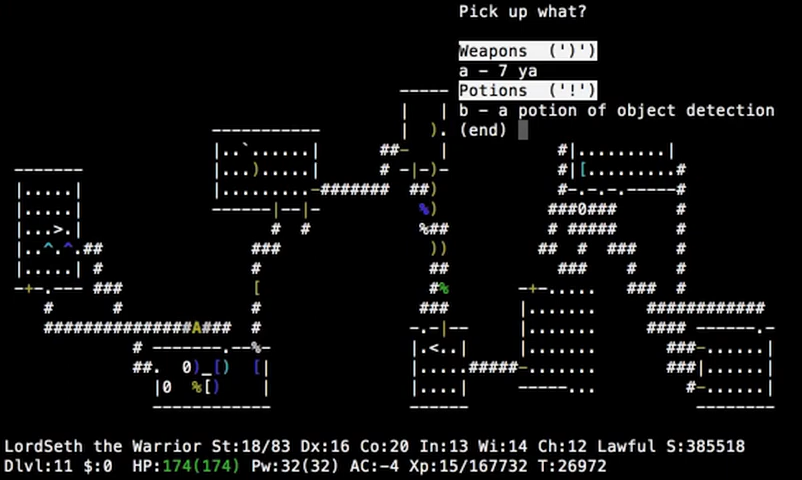 Pick up what?
Weapons (')')
a - 7 ya
Potions ('!')
b - a potion of object detection
(end)
LordSeth the Warrior St:18/83 Dx:16 Co:20 In:13 Wi:14 Ch:12 Lawful S:385518
Dlvl:11 $:0 HP:174(174) Pw:32(32) AC:-4 Xp:15/167732 T:26972